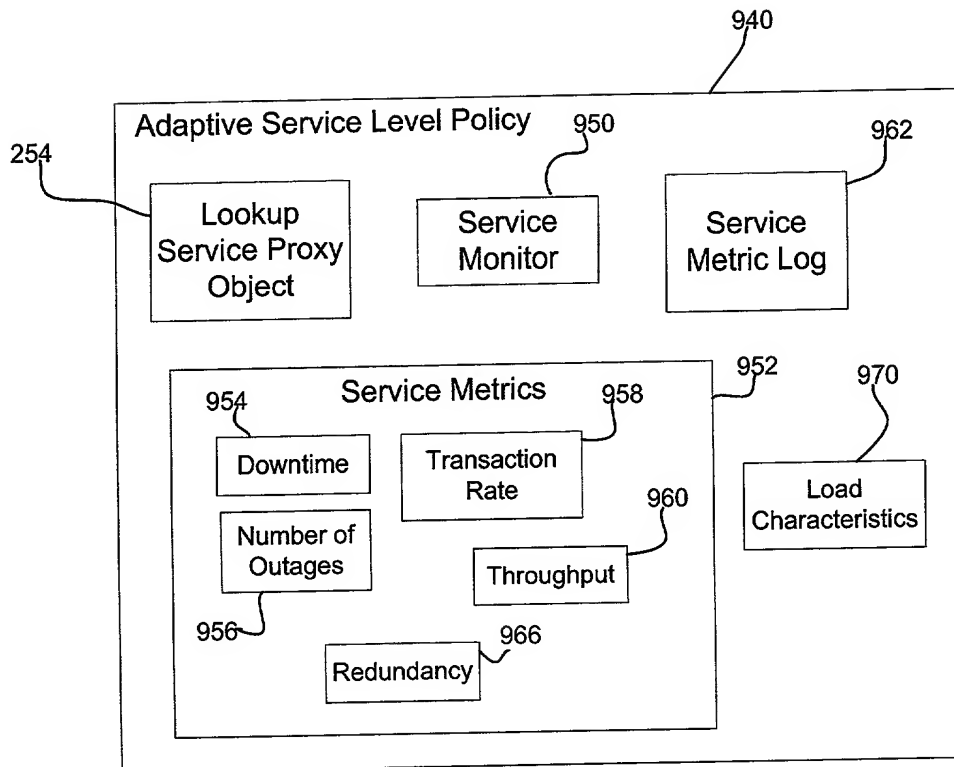 940
Adaptive Service Level Policy
950
962
254
Lookup
Service Proxy
Object
Service
Monitor
Service
Metric Log
952
Service Metrics
970
954
958
Downtime
Transaction
Rate
960
Load
Characteristics
Number of
Outages
Throughput
956
966
Redundancy